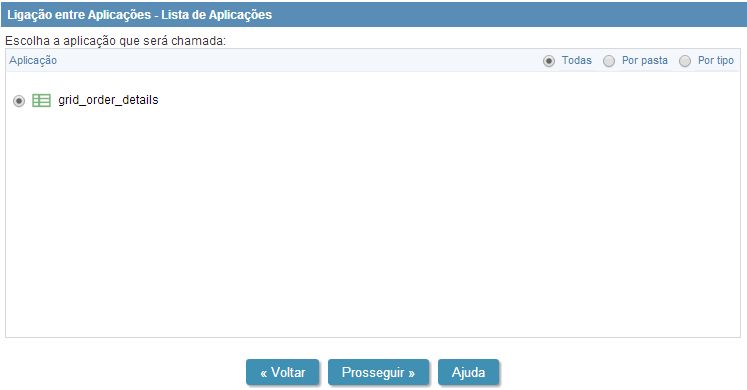 Ligação entre Aplicações - Lista de Aplicações
Escolha a aplicação que será chamada:
Aplicação Todas Por pasta Por tipo
grid_order_details
« Voltar Prosseguir » Ajuda